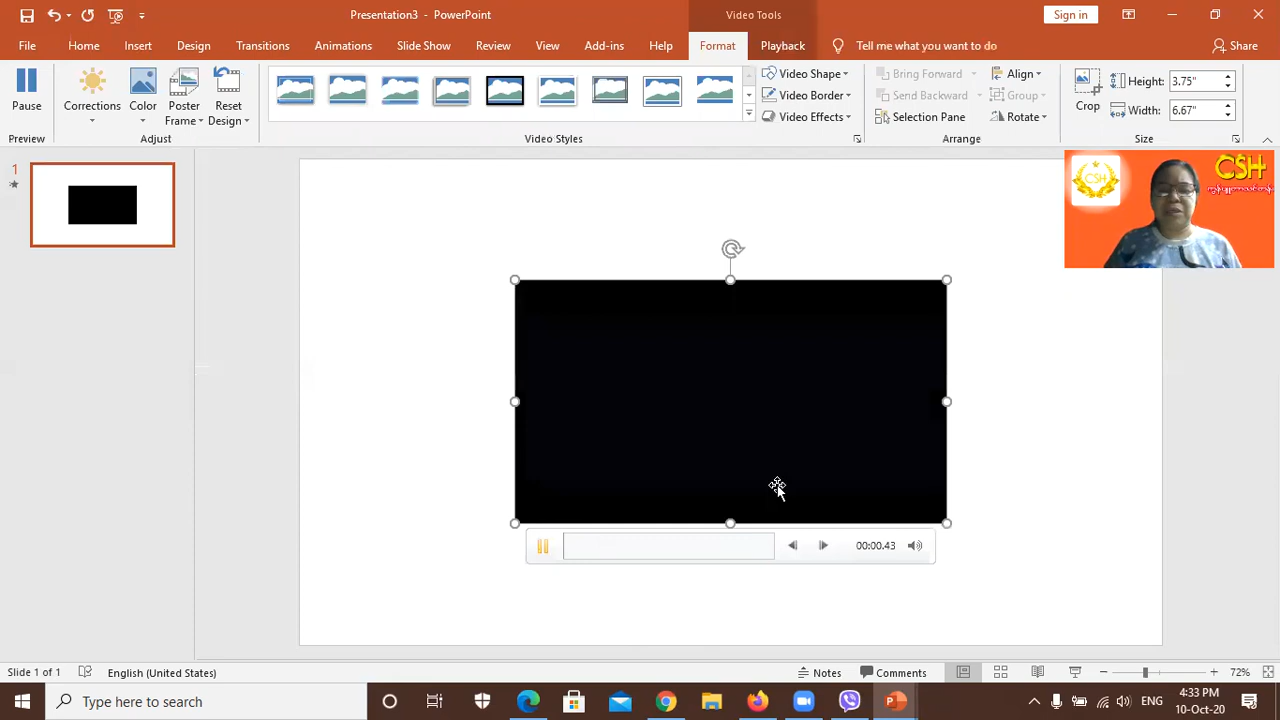 Presentation3 - PowerPoint
Video Tools
Sign in
File
Home
Insert
Design
Transitions
Animations
Slide Show
Review
View
Add-ins
Help
Format
Playback
Tell me what you want to do
Share
Pause
Corrections
Color
Poster Frame
Reset Design
Video Shape
Video Border
Video Effects
Bring Forward
Send Backward
Selection Pane
Align
Group
Rotate
Crop
Height: 3.75"
Width: 6.67"
Preview
Adjust
Video Styles
Arrange
Size
1
CSH
CSH
00:00.43
Slide 1 of 1
English (United States)
Notes
Comments
72%
Type here to search
ENG
4:33 PM
10-Oct-20